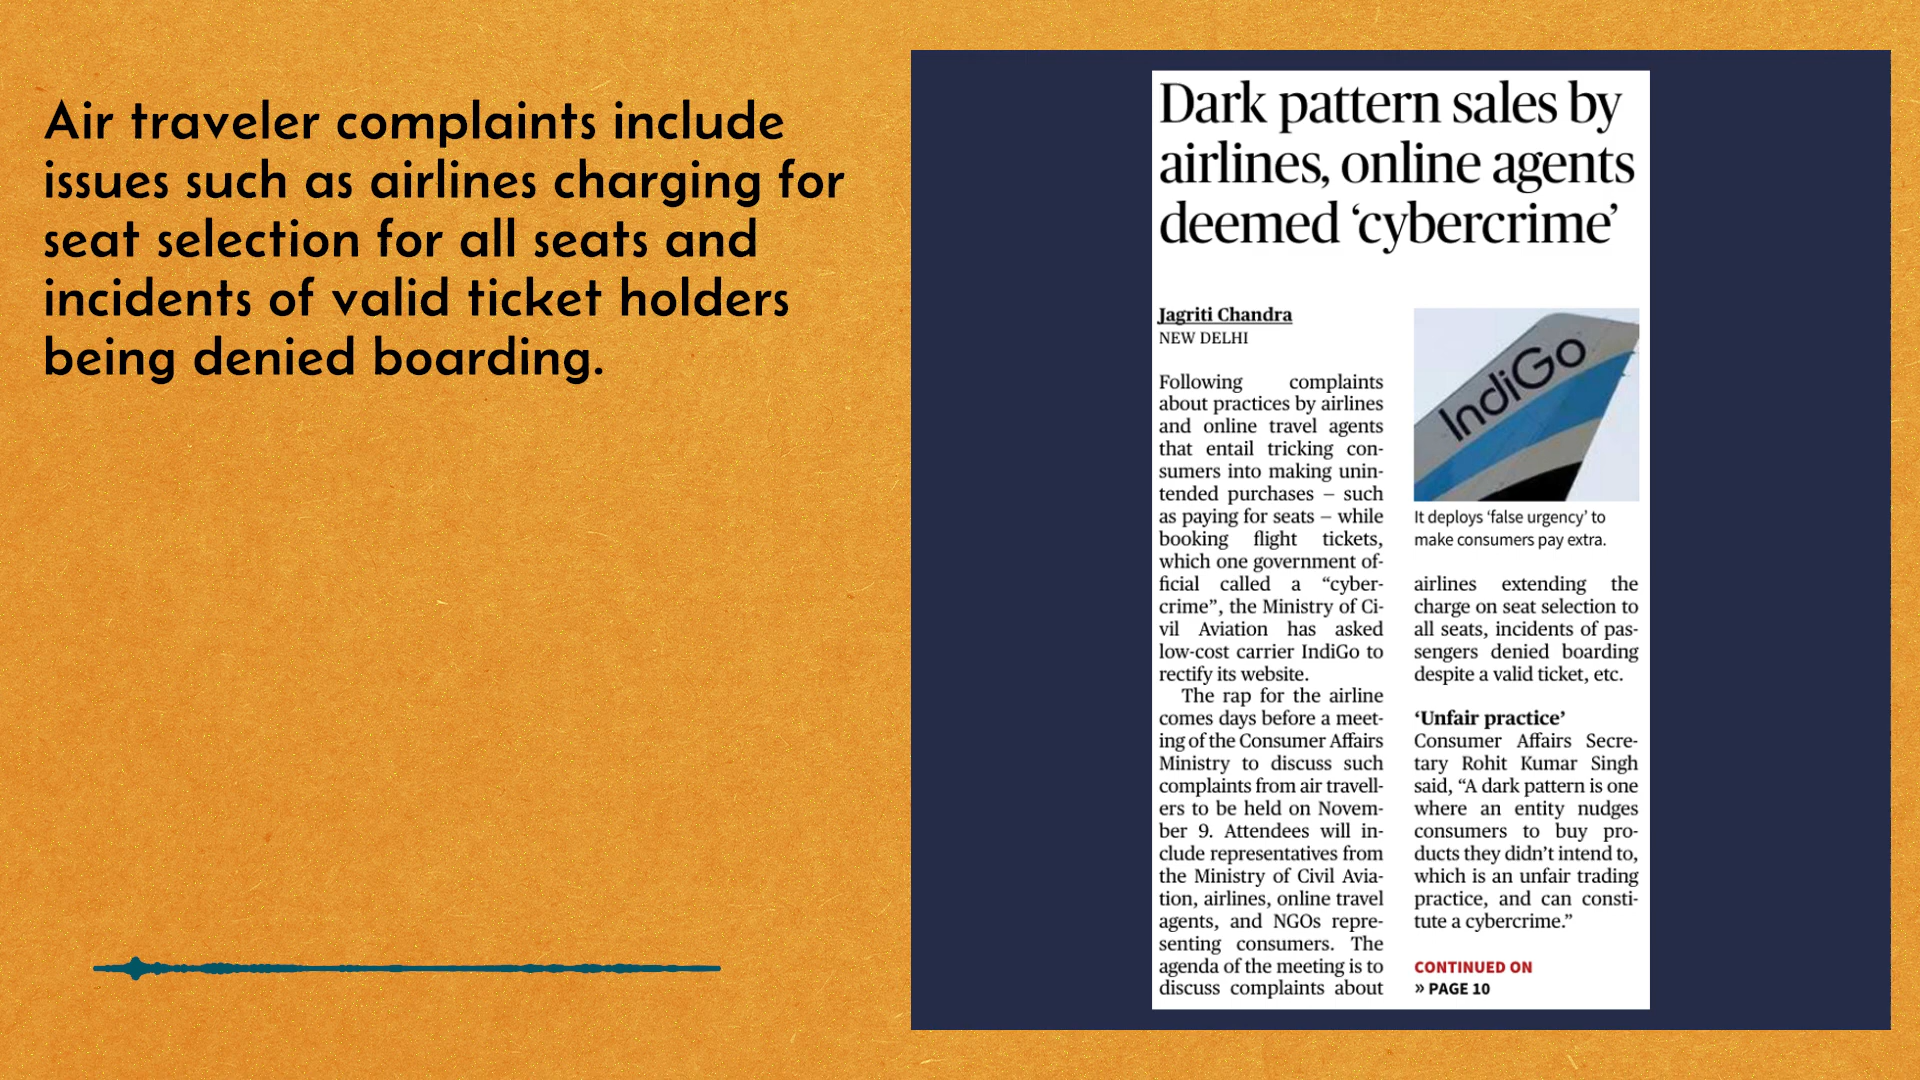 Air traveler complaints include
issues such as airlines charging for
seat selection for all seats and
incidents of valid ticket holders
being denied boarding.
Dark pattern sales by
airlines, online agents
deemed ‘cybercrime’
Jagriti Chandra
NEW DELHI
Following complaints
about practices by airlines
and online travel agents
that entail tricking con-
sumers into making unin-
tended purchases – such
as paying for seats – while
booking flight tickets,
which one government of-
ficial called a “cyber-
crime”, the Ministry of Ci-
vil Aviation has asked
low-cost carrier IndiGo to
rectify its website.
The rap for the airline
comes days before a meet-
ing of the Consumer Affairs
Ministry to discuss such
complaints from air travell-
ers to be held on Novem-
ber 9. Attendees will in-
clude representatives from
the Ministry of Civil Avia-
tion, airlines, online travel
agents, and NGOs repre-
senting consumers. The
agenda of the meeting is to
discuss complaints about
IndiGo
It deploys ‘false urgency’ to
make consumers pay extra.
airlines extending the
charge on seat selection to
all seats, incidents of pas-
sengers denied boarding
despite a valid ticket, etc.
‘Unfair practice’
Consumer Affairs Secre-
tary Rohit Kumar Singh
said, “A dark pattern is one
where an entity nudges
consumers to buy pro-
ducts they didn’t intend to,
which is an unfair trading
practice, and can consti-
tute a cybercrime.”
CONTINUED ON
» PAGE 10